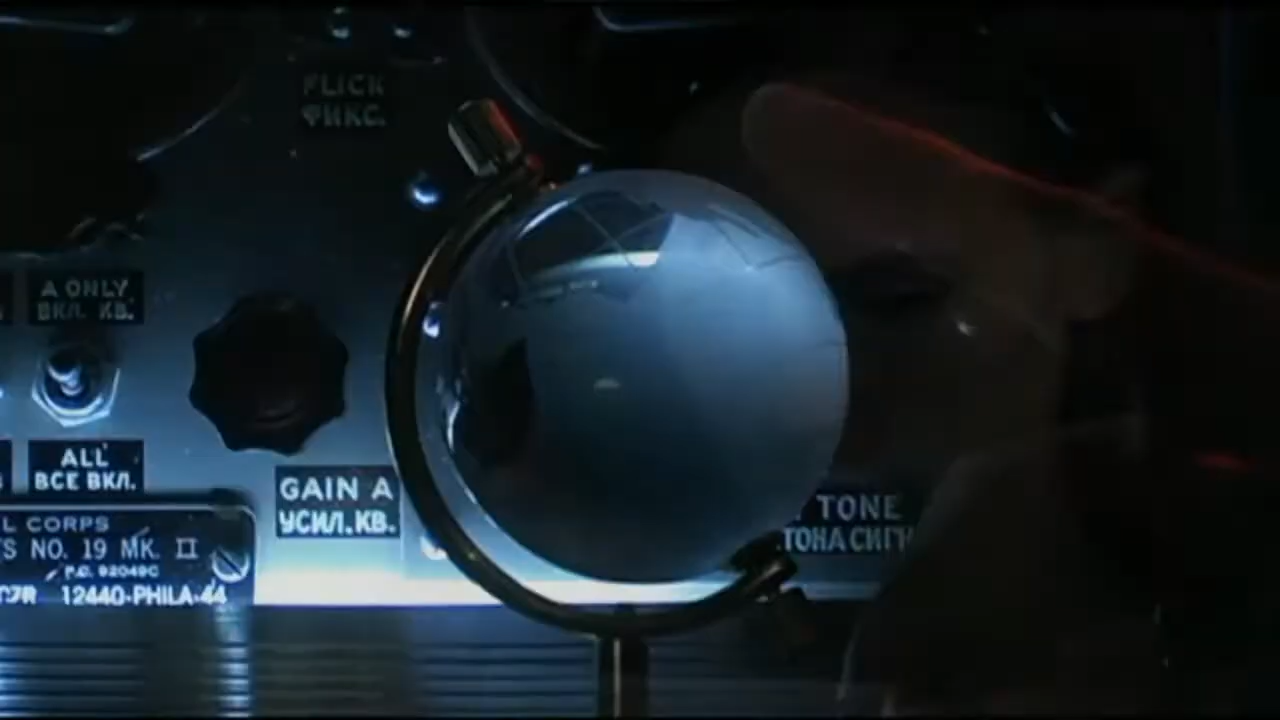 FLICK
ФИКС.
A ONLY
ВКЛ. КВ.
ALL
ВСЕ ВКЛ.
GAIN A
УСИЛ. КВ.
TONE
ТОНА СИГН
L CORPS
S NO. 19 MK. II
P.C. 92049C
12440-PHILA-44